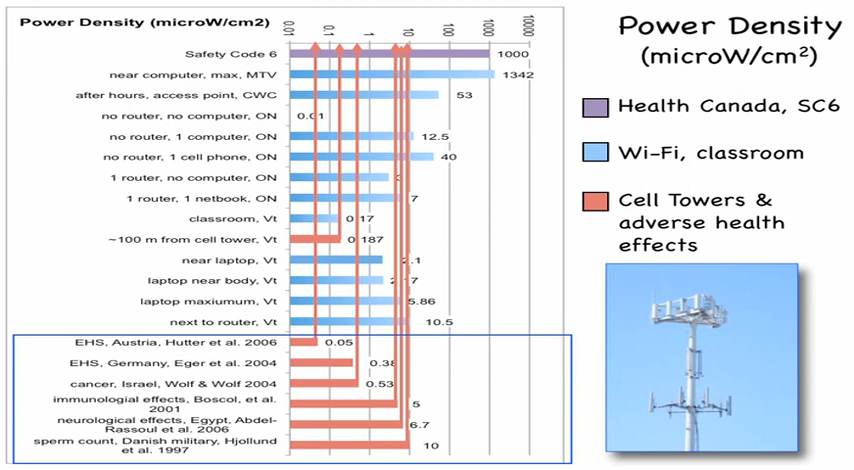 Power Density (microW/cm2)
0.01
0.1
1
10
100
1000
10000
Safety Code 6
1000
near computer, max, MTV
1342
after hours, access point, CWC
53
no router, no computer, ON
0.01
no router, 1 computer, ON
12.5
no router, 1 cell phone, ON
40
1 router, no computer, ON
3
1 router, 1 netbook, ON
7
classroom, Vt
0.17
~100 m from cell tower, Vt
0.187
near laptop, Vt
2.1
laptop near body, Vt
laptop maxiumum, Vt
5.86
next to router, Vt
10.5
EHS, Austria, Hutter et al. 2006
0.05
EHS, Germany, Eger et al. 2004
0.38
cancer, Israel, Wolf & Wolf 2004
0.53
immunologial effects, Boscol, et al.
2001
5
neurological effects, Egypt, Abdel-
Rassoul et al. 2006
6.7
sperm count, Danish military, Hjollund
et al. 1997
10
Power Density
(microW/cm²)
Health Canada, SC6
Wi-Fi, classroom
Cell Towers &
adverse health
effects